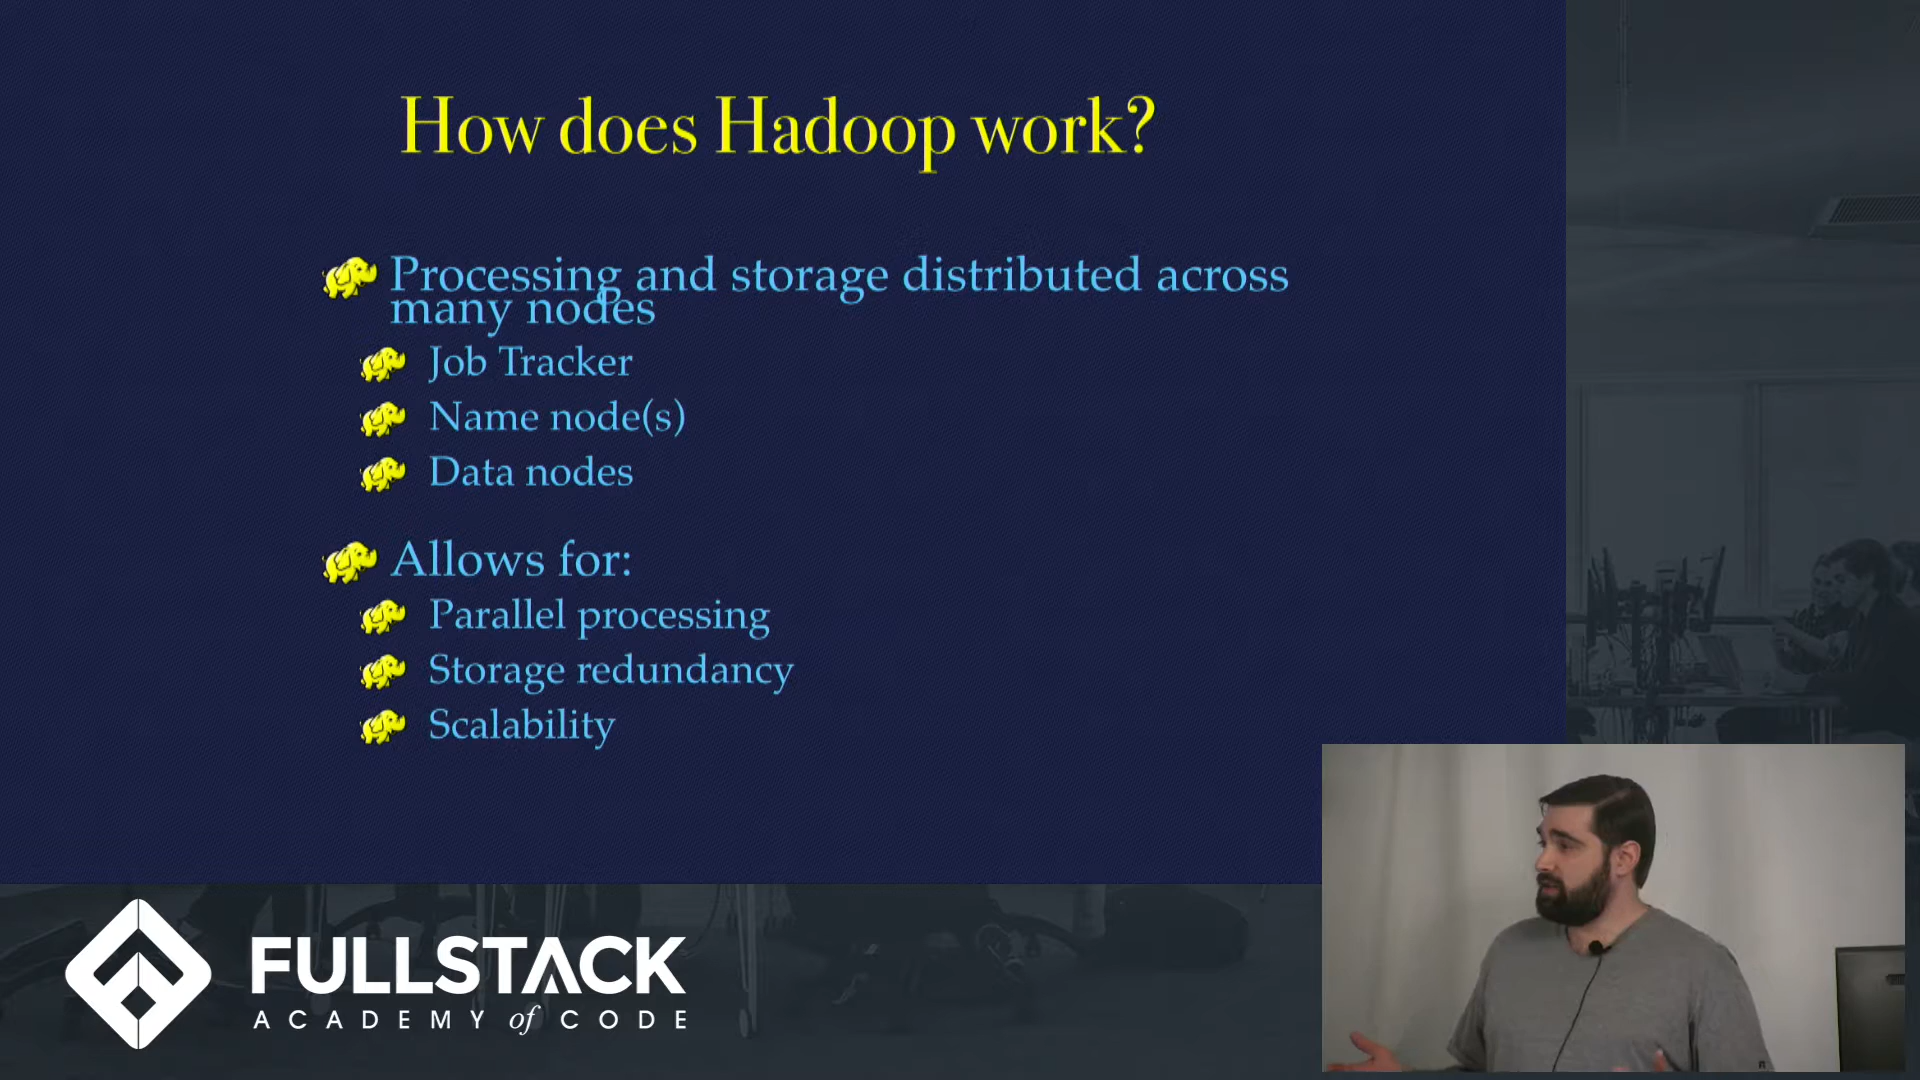 How does Hadoop work?
Processing and storage distributed across
many nodes
Job Tracker
Name node(s)
Data nodes
Allows for:
Parallel processing
Storage redundancy
Scalability
FULLSTACK
ACADEMY of CODE